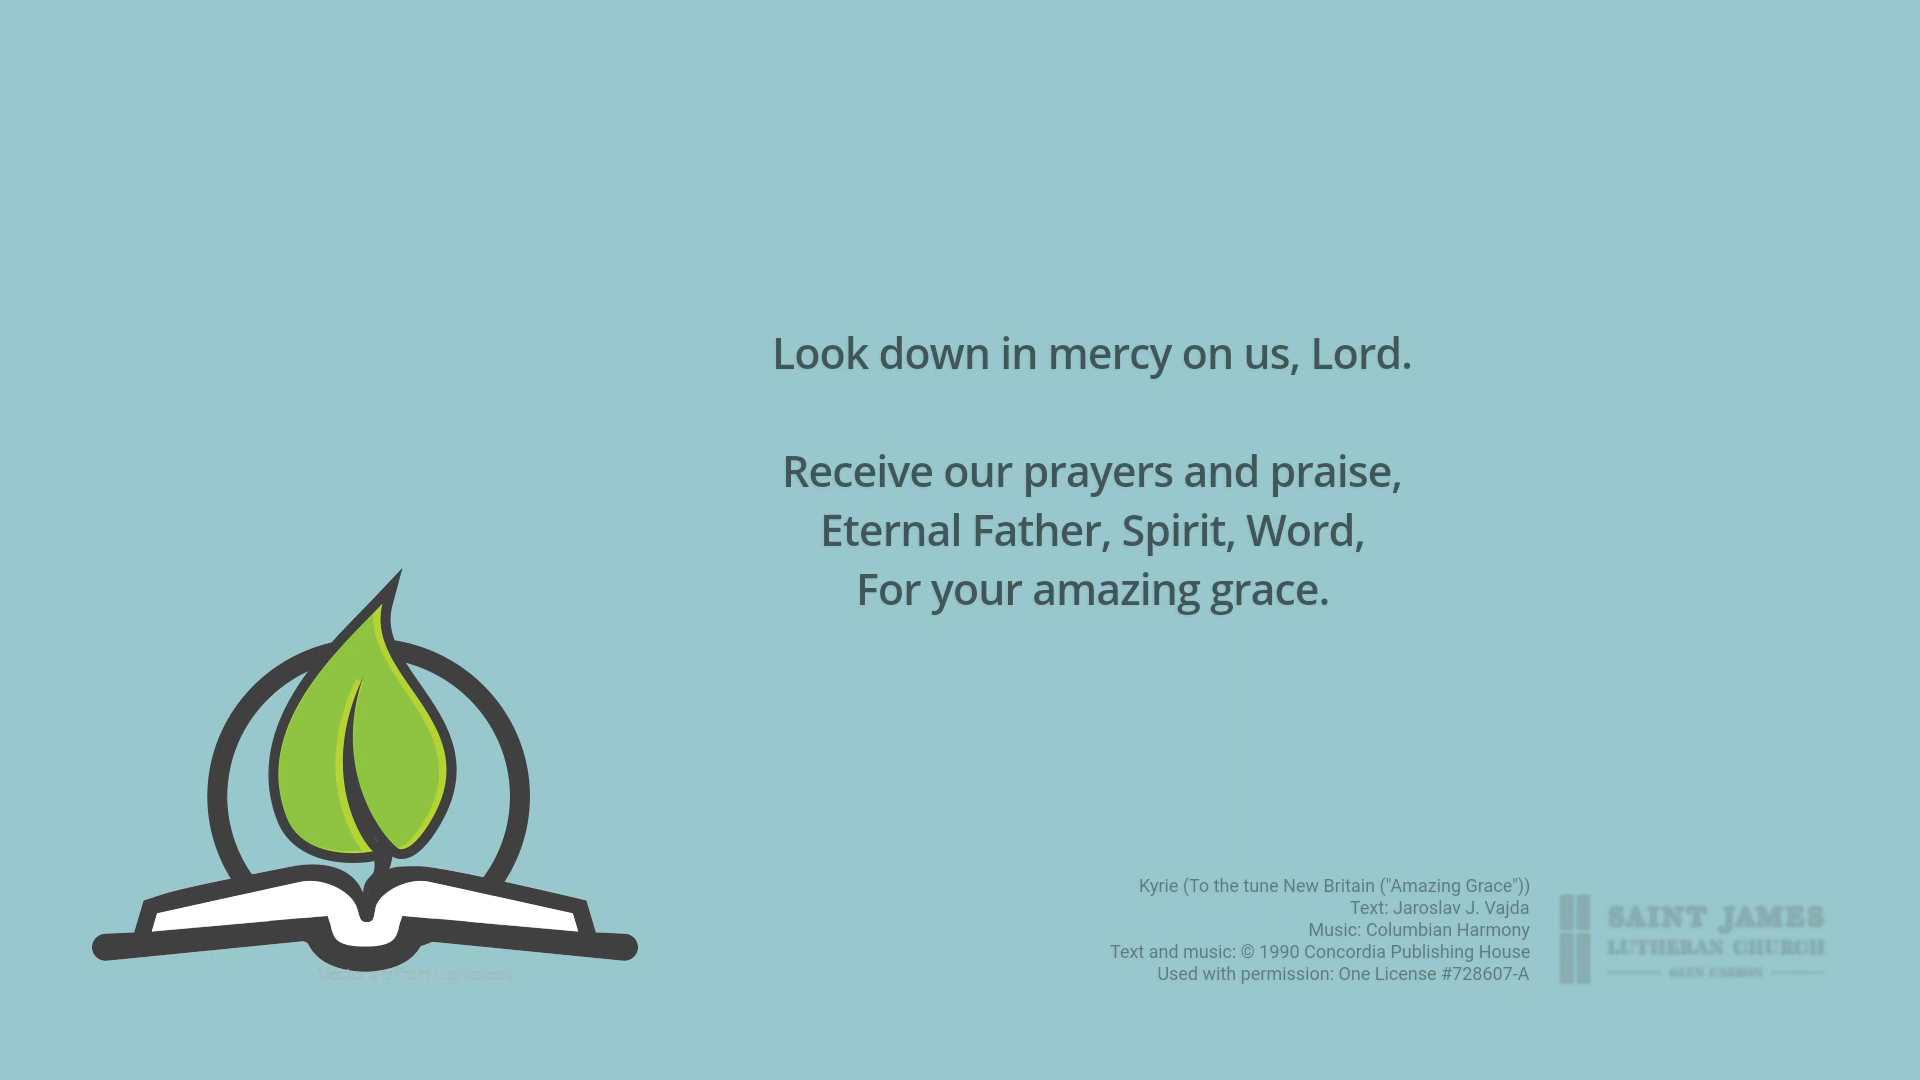 Look down in mercy on us, Lord.
Receive our prayers and praise,
Eternal Father, Spirit, Word,
For your amazing grace.
Kyrie (To the tune New Britain ("Amazing Grace"))
Text: Jaroslav J. Vajda
Music: Columbian Harmony
Text and music: © 1990 Concordia Publishing House
Used with permission: One License #728607-A
SAINT JAMES
LUTHERAN CHURCH
GLEN CARBON